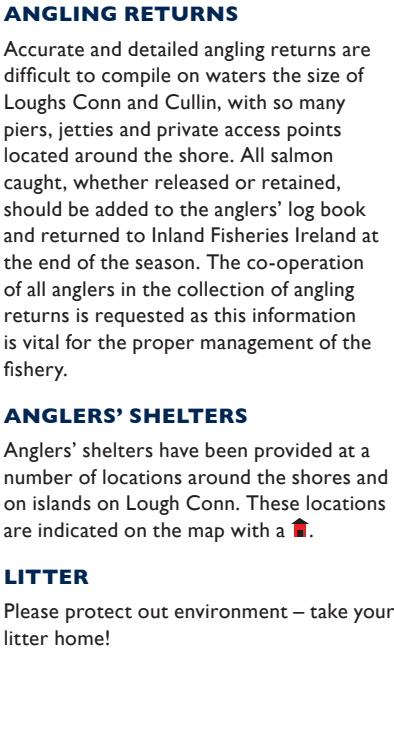 ANGLING RETURNS
Accurate and detailed angling returns are
difficult to compile on waters the size of
Loughs Conn and Cullin, with so many
piers, jetties and private access points
located around the shore. All salmon
caught, whether released or retained,
should be added to the anglers’ log book
and returned to Inland Fisheries Ireland at
the end of the season. The co-operation
of all anglers in the collection of angling
returns is requested as this information
is vital for the proper management of the
fishery.
ANGLERS’ SHELTERS
Anglers’ shelters have been provided at a
number of locations around the shores and
on islands on Lough Conn. These locations
are indicated on the map with a .
LITTER
Please protect out environment – take your
litter home!